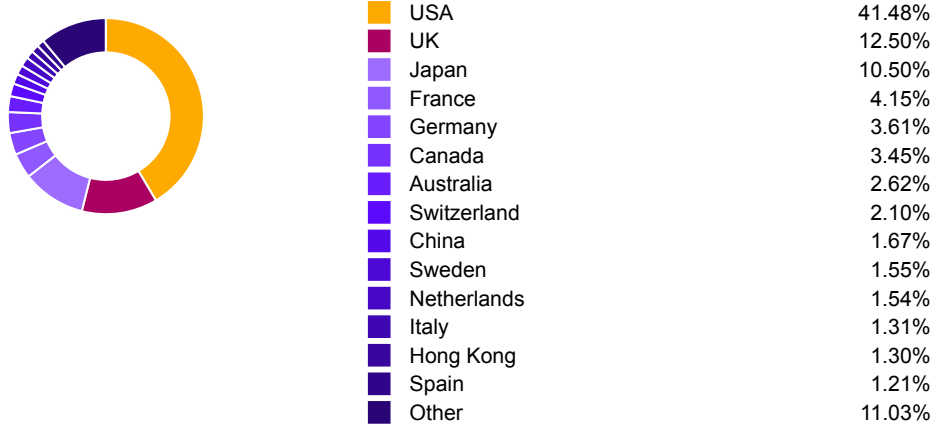 USA 41.48%
UK 12.50%
Japan 10.50%
France 4.15%
Germany 3.61%
Canada 3.45%
Australia 2.62%
Switzerland 2.10%
China 1.67%
Sweden 1.55%
Netherlands 1.54%
Italy 1.31%
Hong Kong 1.30%
Spain 1.21%
Other 11.03%